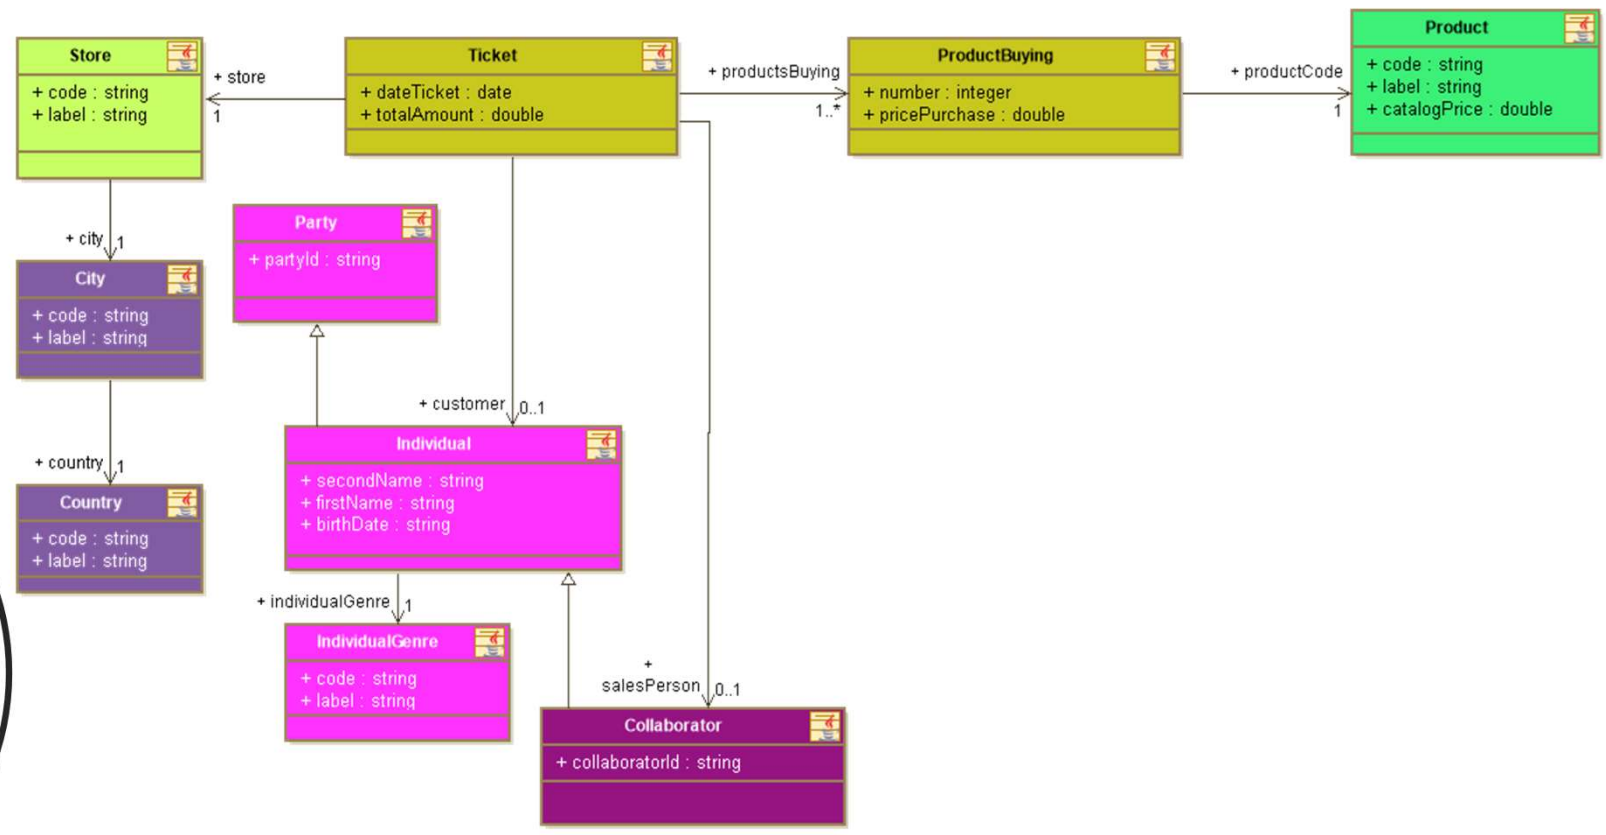 Store
+ code : string
+ label : string
+ store
1
Ticket
+ dateTicket : date
+ totalAmount : double
+ productsBuying
1..*
ProductBuying
+ number : integer
+ pricePurchase : double
+ productCode
1
Product
+ code : string
+ label : string
+ catalogPrice : double
+ city
1
City
+ code : string
+ label : string
+ country
1
Country
+ code : string
+ label : string
Party
+ partyId : string
+ customer
0..1
Individual
+ secondName : string
+ firstName : string
+ birthDate : string
+ individualGenre
1
IndividualGenre
+ code : string
+ label : string
+
salesPerson
0..1
Collaborator
+ collaboratorId : string